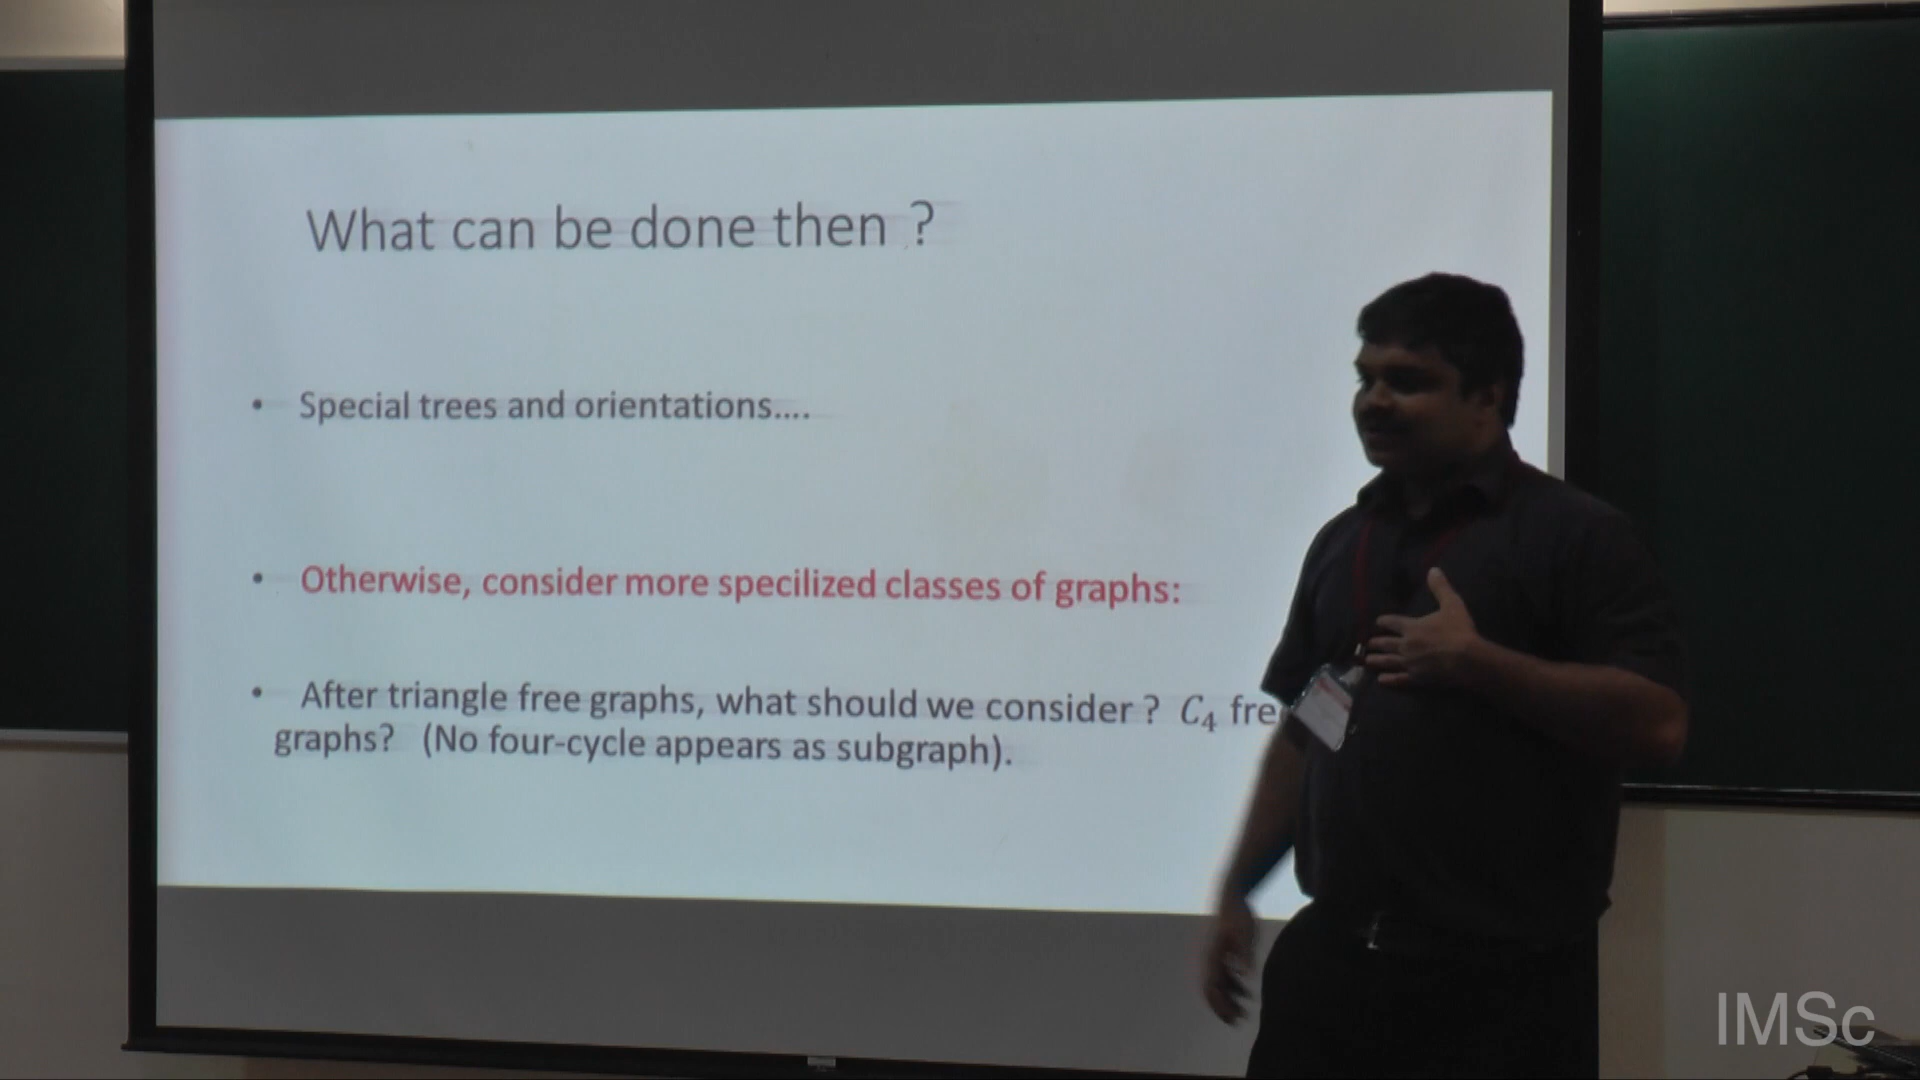 What can be done then ?
• Special trees and orientations....
• Otherwise, consider more specilized classes of graphs:
• After triangle free graphs, what should we consider ? C₄ fre
graphs? (No four-cycle appears as subgraph).
IMSc